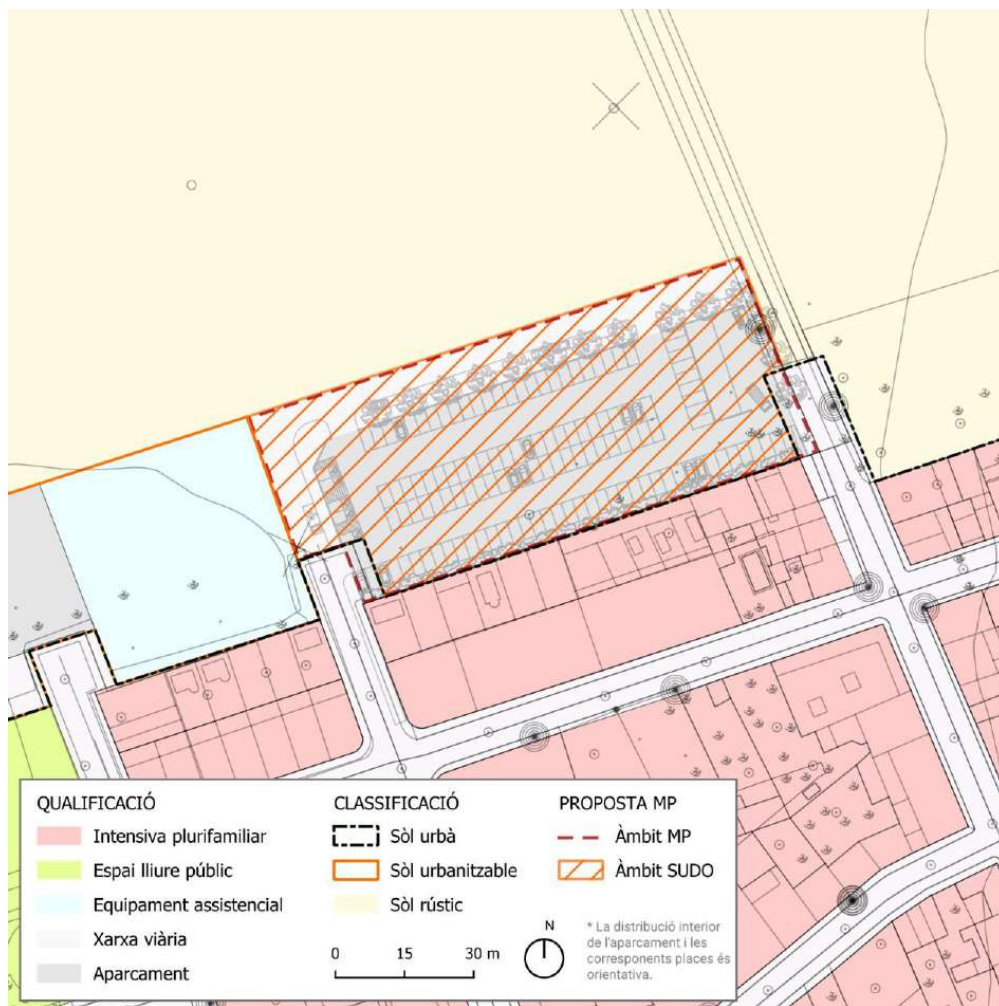 QUALIFICACIÓ
Intensiva plurifamiliar
Espai lliure públic
Equipament assistencial
Xarxa viària
Aparcament
CLASSIFICACIÓ
Sòl urbà
Sòl urbanitzable
Sòl rústic
0 15 30 m
PROPOSTA MP
Àmbit MP
Àmbit SUDO
N
* La distribució interior
de l'aparcament i les
corresponents places és
orientativa.